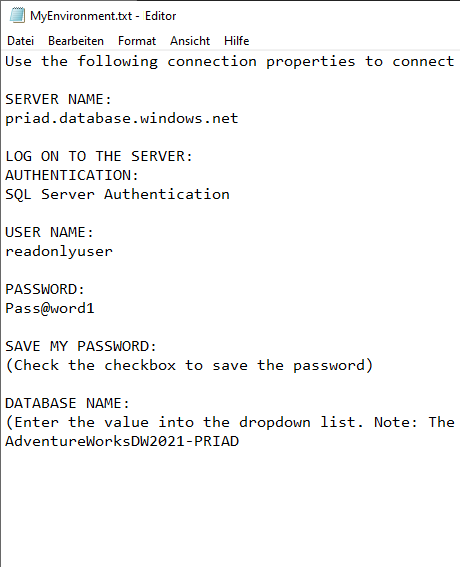 MyEnvironment.txt - Editor
Datei Bearbeiten Format Ansicht Hilfe
Use the following connection properties to connect
SERVER NAME:
priad.database.windows.net
LOG ON TO THE SERVER:
AUTHENTICATION:
SQL Server Authentication
USER NAME:
readonlyuser
PASSWORD:
Pass@word1
SAVE MY PASSWORD:
(Check the checkbox to save the password)
DATABASE NAME:
(Enter the value into the dropdown list. Note: The
AdventureWorksDW2021-PRIAD